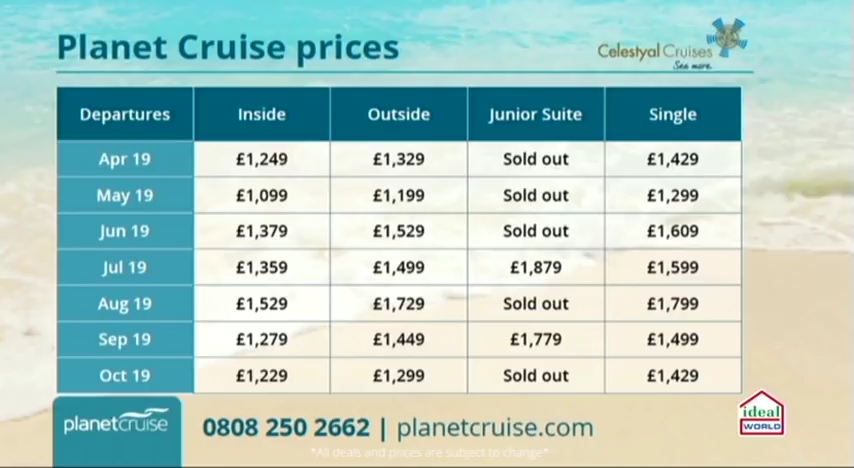 Planet Cruise prices
Celestyal Cruises
See more.
Departures Inside Outside Junior Suite Single
Apr 19 £1,249 £1,329 Sold out £1,429
May 19 £1,099 £1,199 Sold out £1,299
Jun 19 £1,379 £1,529 Sold out £1,609
Jul 19 £1,359 £1,499 £1,879 £1,599
Aug 19 £1,529 £1,729 Sold out £1,799
Sep 19 £1,279 £1,449 £1,779 £1,499
Oct 19 £1,229 £1,299 Sold out £1,429
planetcruise 0808 250 2662 | planetcruise.com
ideal
WORLD
*All deals and prices are subject to change*